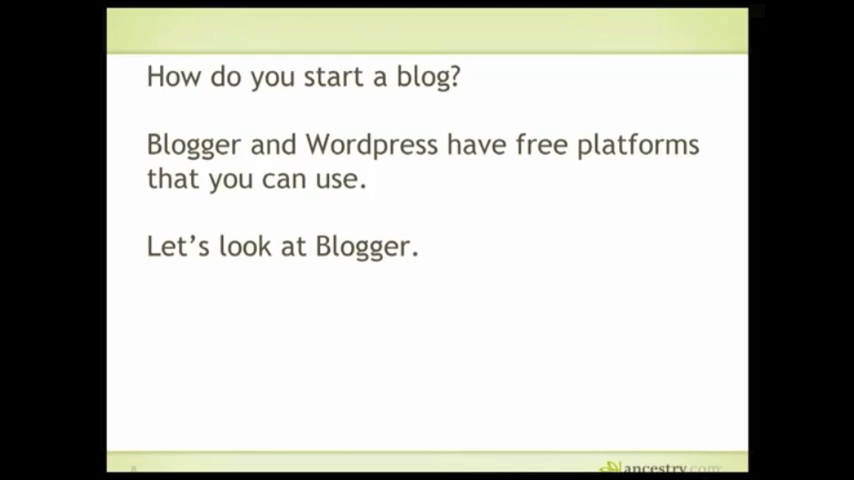 How do you start a blog?
Blogger and Wordpress have free platforms
that you can use.
Let's look at Blogger.
8
ancestry.com